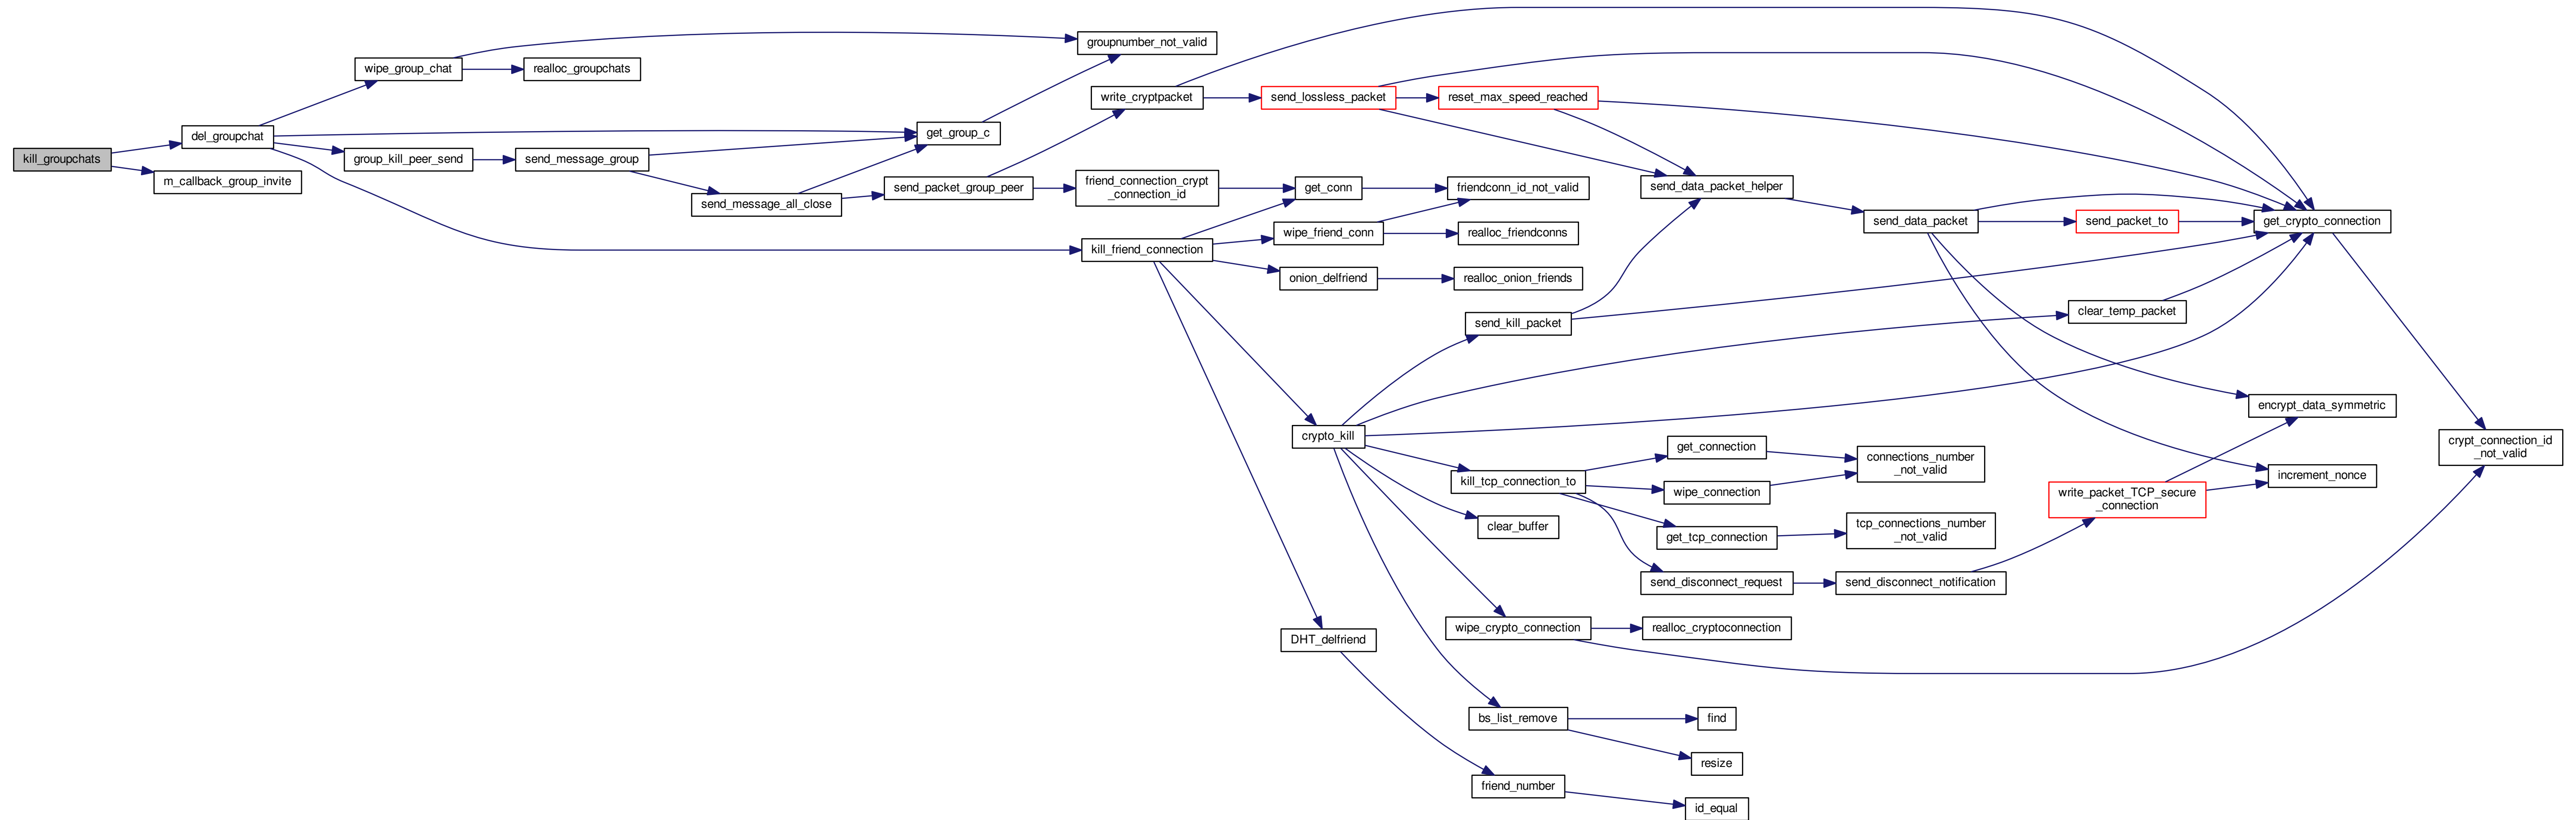 kill_groupchats
del_groupchat
m_callback_group_invite
wipe_group_chat
group_kill_peer_send
realloc_groupchats
send_message_group
send_message_all_close
groupnumber_not_valid
get_group_c
send_packet_group_peer
write_cryptpacket
friend_connection_crypt
_connection_id
kill_friend_connection
send_lossless_packet
get_conn
wipe_friend_conn
onion_delfriend
crypto_kill
DHT_delfriend
reset_max_speed_reached
friendconn_id_not_valid
realloc_friendconns
realloc_onion_friends
send_kill_packet
kill_tcp_connection_to
clear_buffer
wipe_crypto_connection
bs_list_remove
friend_number
send_data_packet_helper
get_connection
wipe_connection
get_tcp_connection
send_disconnect_request
realloc_cryptoconnection
find
resize
id_equal
send_data_packet
connections_number
_not_valid
tcp_connections_number
_not_valid
send_disconnect_notification
send_packet_to
clear_temp_packet
write_packet_TCP_secure
_connection
get_crypto_connection
encrypt_data_symmetric
increment_nonce
crypt_connection_id
_not_valid